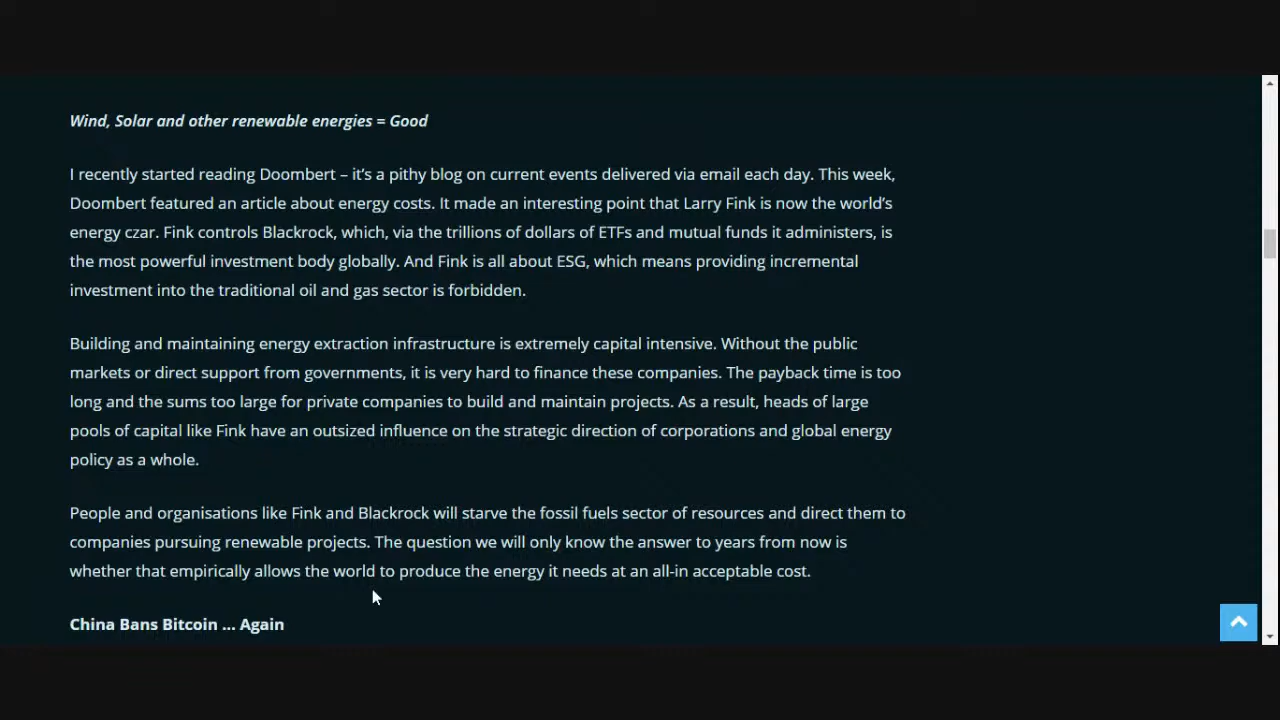 Wind, Solar and other renewable energies = Good
I recently started reading Doombert – it’s a pithy blog on current events delivered via email each day. This week,
Doombert featured an article about energy costs. It made an interesting point that Larry Fink is now the world’s
energy czar. Fink controls Blackrock, which, via the trillions of dollars of ETFs and mutual funds it administers, is
the most powerful investment body globally. And Fink is all about ESG, which means providing incremental
investment into the traditional oil and gas sector is forbidden.
Building and maintaining energy extraction infrastructure is extremely capital intensive. Without the public
markets or direct support from governments, it is very hard to finance these companies. The payback time is too
long and the sums too large for private companies to build and maintain projects. As a result, heads of large
pools of capital like Fink have an outsized influence on the strategic direction of corporations and global energy
policy as a whole.
People and organisations like Fink and Blackrock will starve the fossil fuels sector of resources and direct them to
companies pursuing renewable projects. The question we will only know the answer to years from now is
whether that empirically allows the world to produce the energy it needs at an all-in acceptable cost.
China Bans Bitcoin ... Again